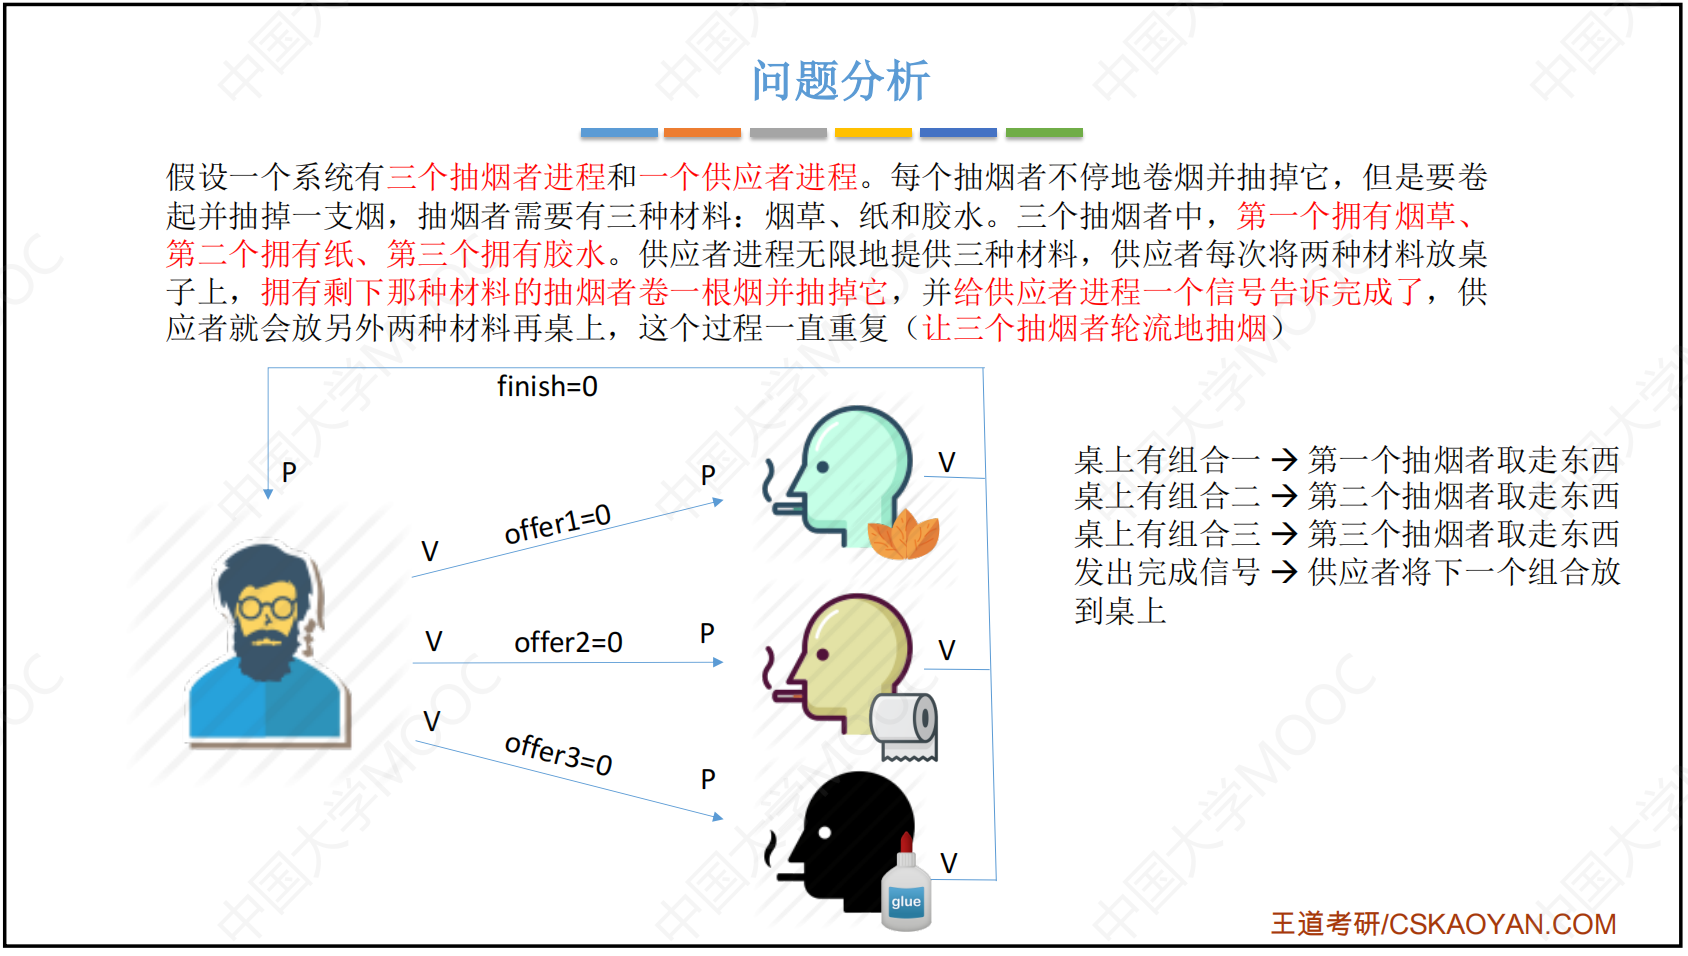 问题分析
假设一个系统有三个抽烟者进程和一个供应者进程。每个抽烟者不停地卷烟并抽掉它，但是要卷
起并抽掉一支烟，抽烟者需要有三种材料：烟草、纸和胶水。三个抽烟者中，第一个拥有烟草、
第二个拥有纸、第三个拥有胶水。供应者进程无限地提供三种材料，供应者每次将两种材料放桌
子上，拥有剩下那种材料的抽烟者卷一根烟并抽掉它，并给供应者进程一个信号告诉完成了，供
应者就会放另外两种材料再桌上，这个过程一直重复（让三个抽烟者轮流地抽烟）
finish=0
P
V
offer1=0
P
V
V
offer2=0
P
V
V
offer3=0
P
V
glue
桌上有组合一 → 第一个抽烟者取走东西
桌上有组合二 → 第二个抽烟者取走东西
桌上有组合三 → 第三个抽烟者取走东西
发出完成信号 → 供应者将下一个组合放
到桌上
王道考研/CSKAOYAN.COM
中国大学MOOC